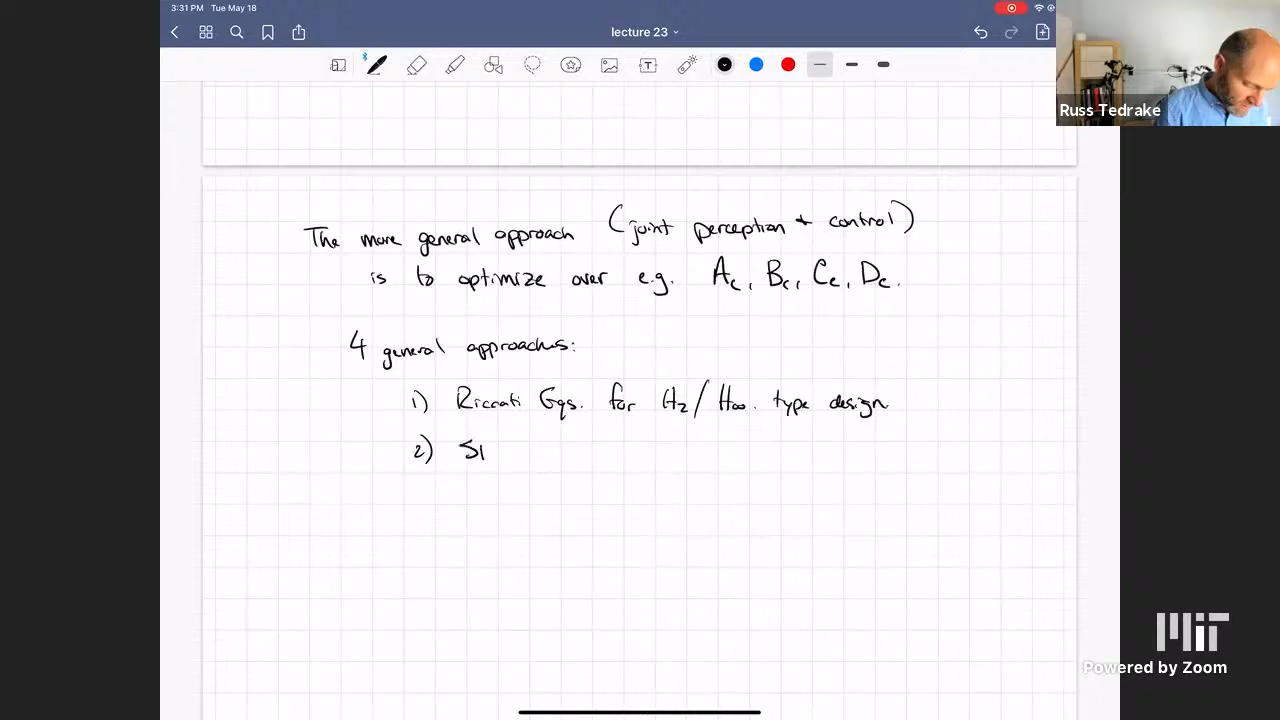 3:31 PM Tue May 18
lecture 23
Russ Tedrake
The more general approach (joint perception + control)
is to optimize over e.g. Ac, Bc, Cc, Dc.
4 general approaches:
1) Riccati Eqs. for H2/H∞. type design
2) SI
MIT
Powered by Zoom